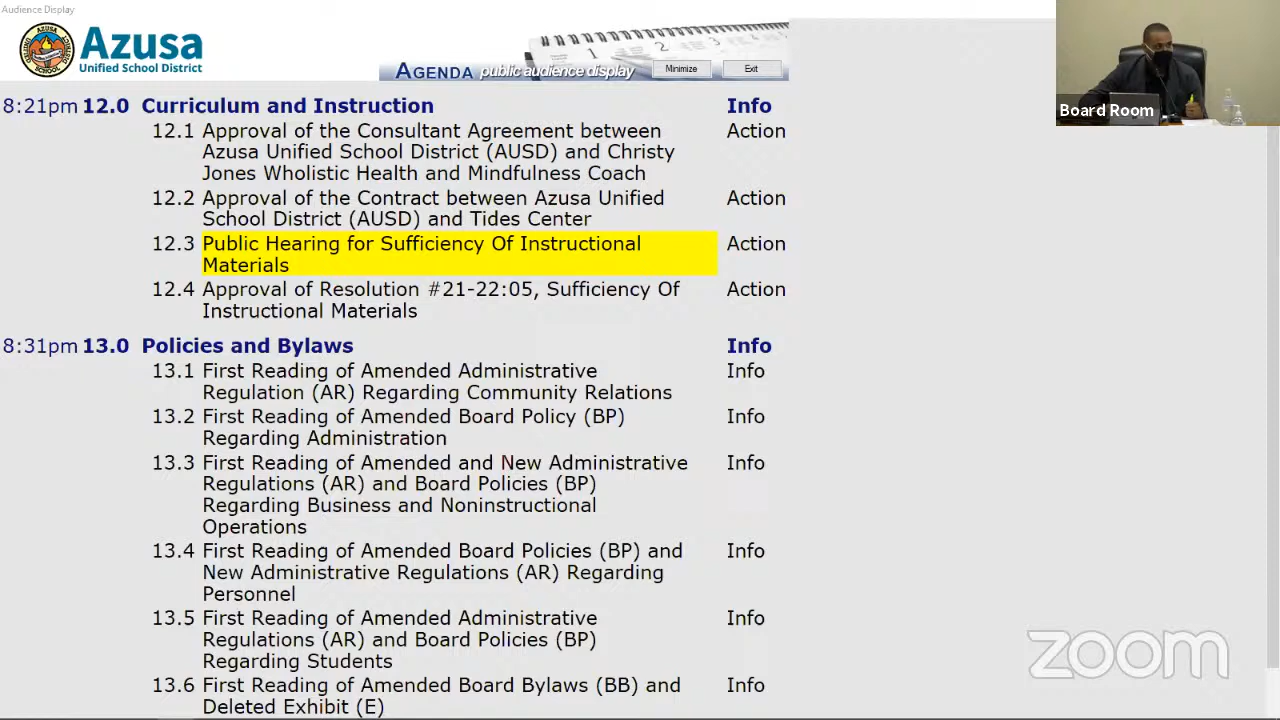 Audience Display
AZUSA
UNIFIED
SCHOOLS
Azusa
Unified School District
AGENDA public audience display
Minimize
Exit
Board Room
8:21pm 12.0 Curriculum and Instruction Info
12.1 Approval of the Consultant Agreement between Action
Azusa Unified School District (AUSD) and Christy
Jones Wholistic Health and Mindfulness Coach
12.2 Approval of the Contract between Azusa Unified Action
School District (AUSD) and Tides Center
12.3 Public Hearing for Sufficiency Of Instructional Action
Materials
12.4 Approval of Resolution #21-22:05, Sufficiency Of Action
Instructional Materials
8:31pm 13.0 Policies and Bylaws Info
13.1 First Reading of Amended Administrative Info
Regulation (AR) Regarding Community Relations
13.2 First Reading of Amended Board Policy (BP) Info
Regarding Administration
13.3 First Reading of Amended and New Administrative Info
Regulations (AR) and Board Policies (BP)
Regarding Business and Noninstructional
Operations
13.4 First Reading of Amended Board Policies (BP) and Info
New Administrative Regulations (AR) Regarding
Personnel
13.5 First Reading of Amended Administrative Info
Regulations (AR) and Board Policies (BP)
Regarding Students
13.6 First Reading of Amended Board Bylaws (BB) and Info
Deleted Exhibit (E)
zoom